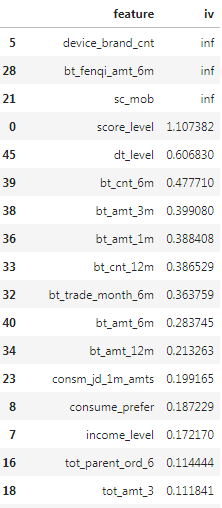 feature iv
5 device_brand_cnt inf
28 bt_fenqi_amt_6m inf
21 sc_mob inf
0 score_level 1.107382
45 dt_level 0.606830
39 bt_cnt_6m 0.477710
38 bt_amt_3m 0.399080
36 bt_amt_1m 0.388408
33 bt_cnt_12m 0.386529
32 bt_trade_month_6m 0.363759
40 bt_amt_6m 0.283745
34 bt_amt_12m 0.213263
23 consm_jd_1m_amts 0.199165
8 consume_prefer 0.187229
7 income_level 0.172170
16 tot_parent_ord_6 0.114444
18 tot_amt_3 0.111841